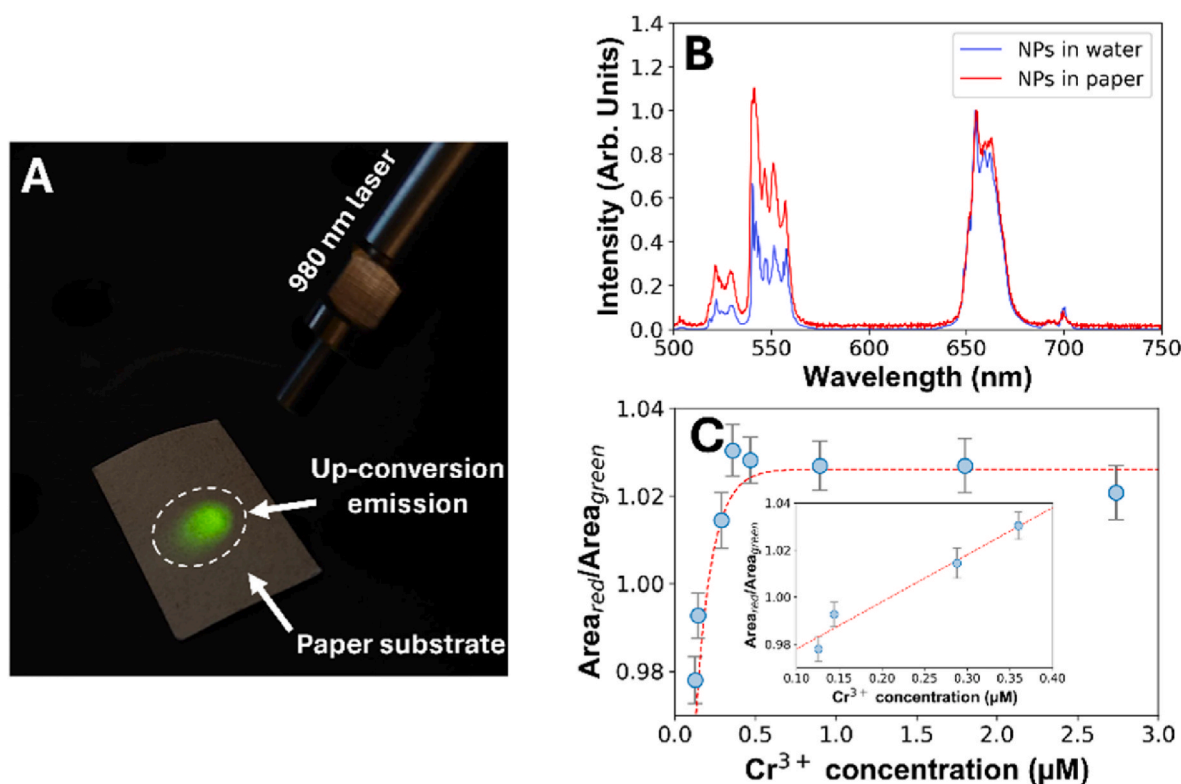 A
980 nm laser
Up-conversion
emission
Paper substrate
B
NPs in water
NPs in paper
Intensity (Arb. Units)
1.4
1.2
1.0
0.8
0.6
0.4
0.2
0.0
500 550 600 650 700 750
Wavelength (nm)
C
Area_red/Area_green
1.04
1.02
1.00
0.98
0.0 0.5 1.0 1.5 2.0 2.5 3.0
Cr³⁺ concentration (μM)
Area_red/Area_green
1.04
1.02
1.00
0.98
0.10 0.15 0.20 0.25 0.30 0.35 0.40
Cr³⁺ concentration (μM)